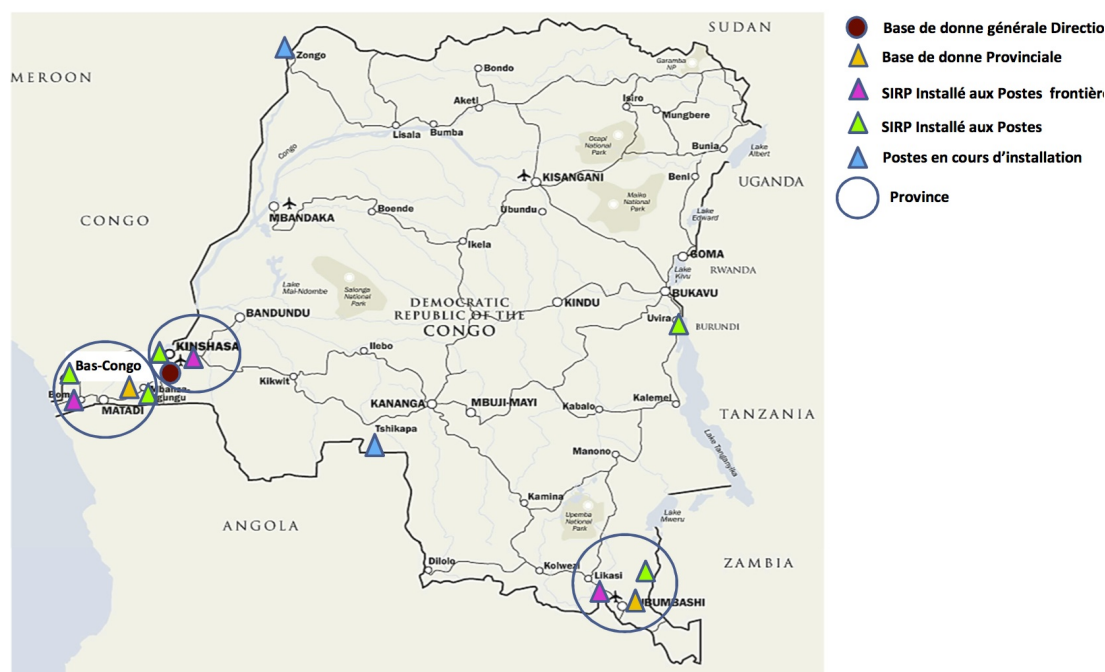 SUDAN
Base de donne générale Directio
Base de donne Provinciale
SIRP Installé aux Postes frontière
SIRP Installé aux Postes
Postes en cours d'installation
Province
MEROON
Zongo
Bondo
Garamba
NP
Aketi
Isiro
Mungbere
Lisala
Bumba
Congo
Ocapi
National
Park
Bunia
Lake
Albert
KISANGANI
Beni
UGANDA
Maiko
National
Park
CONGO
MBANDAKA
Boende
Ubundu
Lake
Edward
Ikela
GOMA
Lake
Kivu
RWANDA
Lake
Mai-Ndombe
Salonga
National
Park
BUKAVU
DEMOCRATIC
REPUBLIC OF THE
CONGO
KINDU
BANDUNDU
Uvira
BURUNDI
KINSHASA
Ilebo
Bas-Congo
Kikwit
Bom
MATADI
gungu
KANANGA
MBUJI-MAYI
Kabalo
Kalemel
TANZANIA
Tshikapa
Lake Tanganyika
Manono
Kamina
Upemba
National
Park
Lake
Mweru
ANGOLA
Dilolo
Kolwezi
Likasi
ZAMBIA
UBUMBASHI